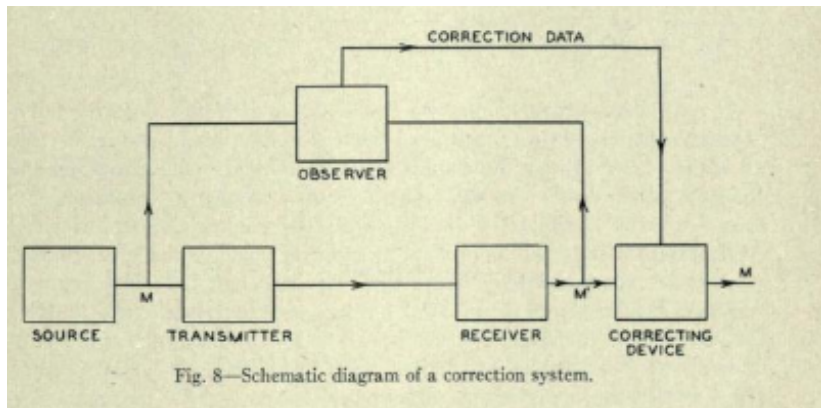 CORRECTION DATA
OBSERVER
M
M'
M
SOURCE
TRANSMITTER
RECEIVER
CORRECTING
DEVICE
Fig. 8—Schematic diagram of a correction system.